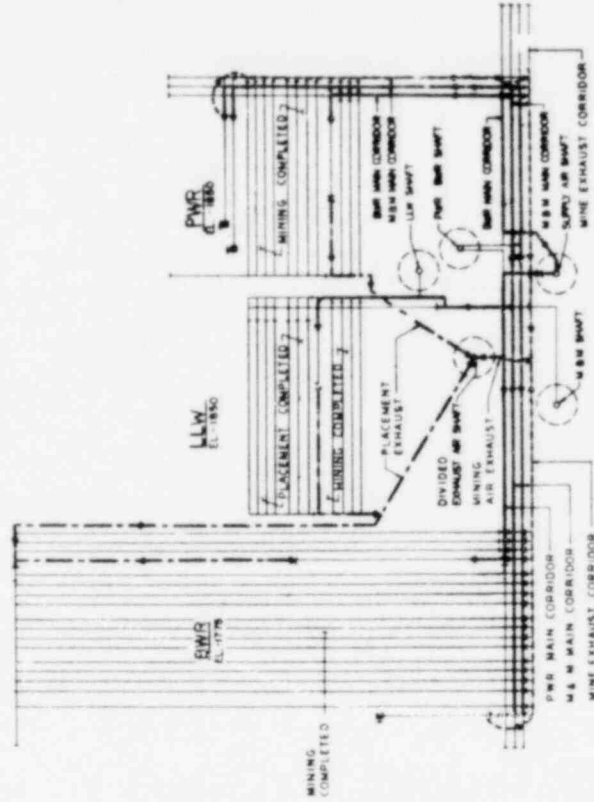 PWR
EL -1850
MINING COMPLETED
LLW
EL -1850
PLACEMENT COMPLETED
MINING COMPLETED
BWR
EL -1775
MINING
COMPLETED
BWR MAIN CORRIDOR
M&M MAIN CORRIDOR
LLW SHAFT
PWR BWR SHAFT
BWR MAIN CORRIDOR
M&M MAIN CORRIDOR
SUPPLY AIR SHAFT
MINE EXHAUST CORRIDOR
PLACEMENT
EXHAUST
DIVIDED
EXHAUST AIR SHAFT
MINING
AIR EXHAUST
M&M SHAFT
PWR MAIN CORRIDOR
M & M MAIN CORRIDOR
MINE EXHAUST CORRIDOR